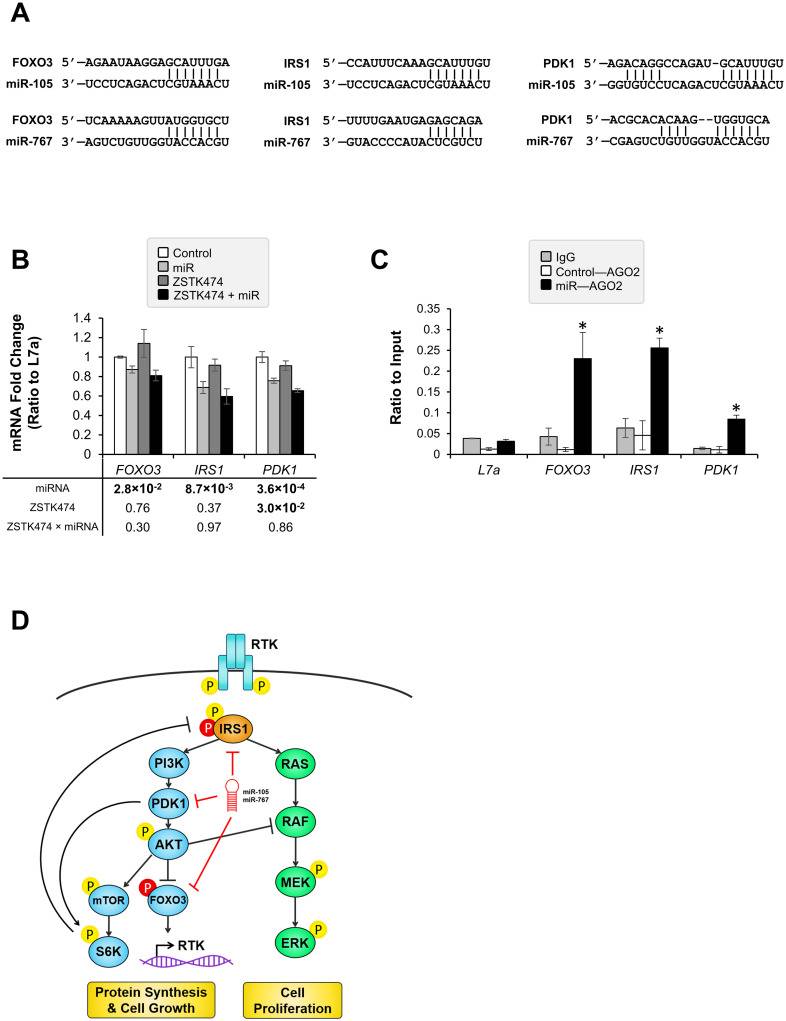 A
FOXO3 5′—AGAAUAAGGAGCAUUUGA
miR-105 3′—UCCUCAGACUCGUAAACU
IRS1 5′—CCAUUUCAAAGCAUUUGU
miR-105 3′—UCCUCAGACUCGUAAACU
PDK1 5′—AGACAGGCCAGAU-GCAUUUGU
miR-105 3′—GGUGUCCUCAGACUCGUAAACU
FOXO3 5′—UCAAAAAGUUAUGGUGCU
miR-767 3′—AGUCUGUUGGUACCACGU
IRS1 5′—UUUUGAAUGAGAGCAGA
miR-767 3′—GUACCCCAUACUCGUCU
PDK1 5′—ACGCACACAAG--UGGUGCA
miR-767 3′—CGAGUCUGUUGGUACCACGU
B
Control
miR
ZSTK474
ZSTK474 + miR
mRNA Fold Change
(Ratio to L7a)
1.4
1.2
1
0.8
0.6
0.4
0.2
0
FOXO3 IRS1 PDK1
miRNA 2.8×10-2 8.7×10-3 3.6×10-4
ZSTK474 0.76 0.37 3.0×10-2
ZSTK474 × miRNA 0.30 0.97 0.86
C
IgG
Control—AGO2
miR—AGO2
Ratio to Input
0.35
0.3
0.25
0.2
0.15
0.1
0.05
0
* * *
L7a FOXO3 IRS1 PDK1
D
RTK
P P
P
P IRS1
PI3K RAS
miR-105
miR-767
PDK1
RAF
P AKT
P MEK
P mTOR
P FOXO3
P ERK
P S6K
RTK
Protein Synthesis
& Cell Growth
Cell
Proliferation